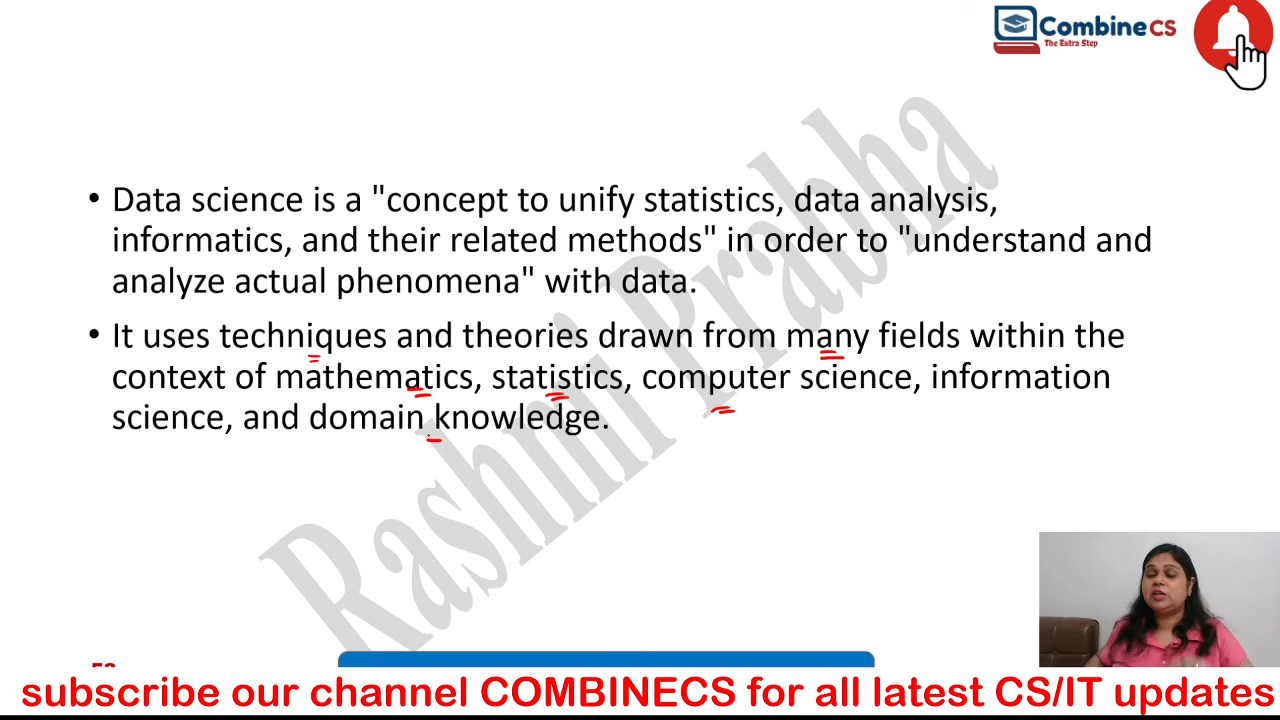 CombineCS
The Extra Step
• Data science is a "concept to unify statistics, data analysis,
informatics, and their related methods" in order to "understand and
analyze actual phenomena" with data.
• It uses techniques and theories drawn from many fields within the
context of mathematics, statistics, computer science, information
science, and domain knowledge.
Rashmi Prabha
subscribe our channel COMBINECS for all latest CS/IT updates